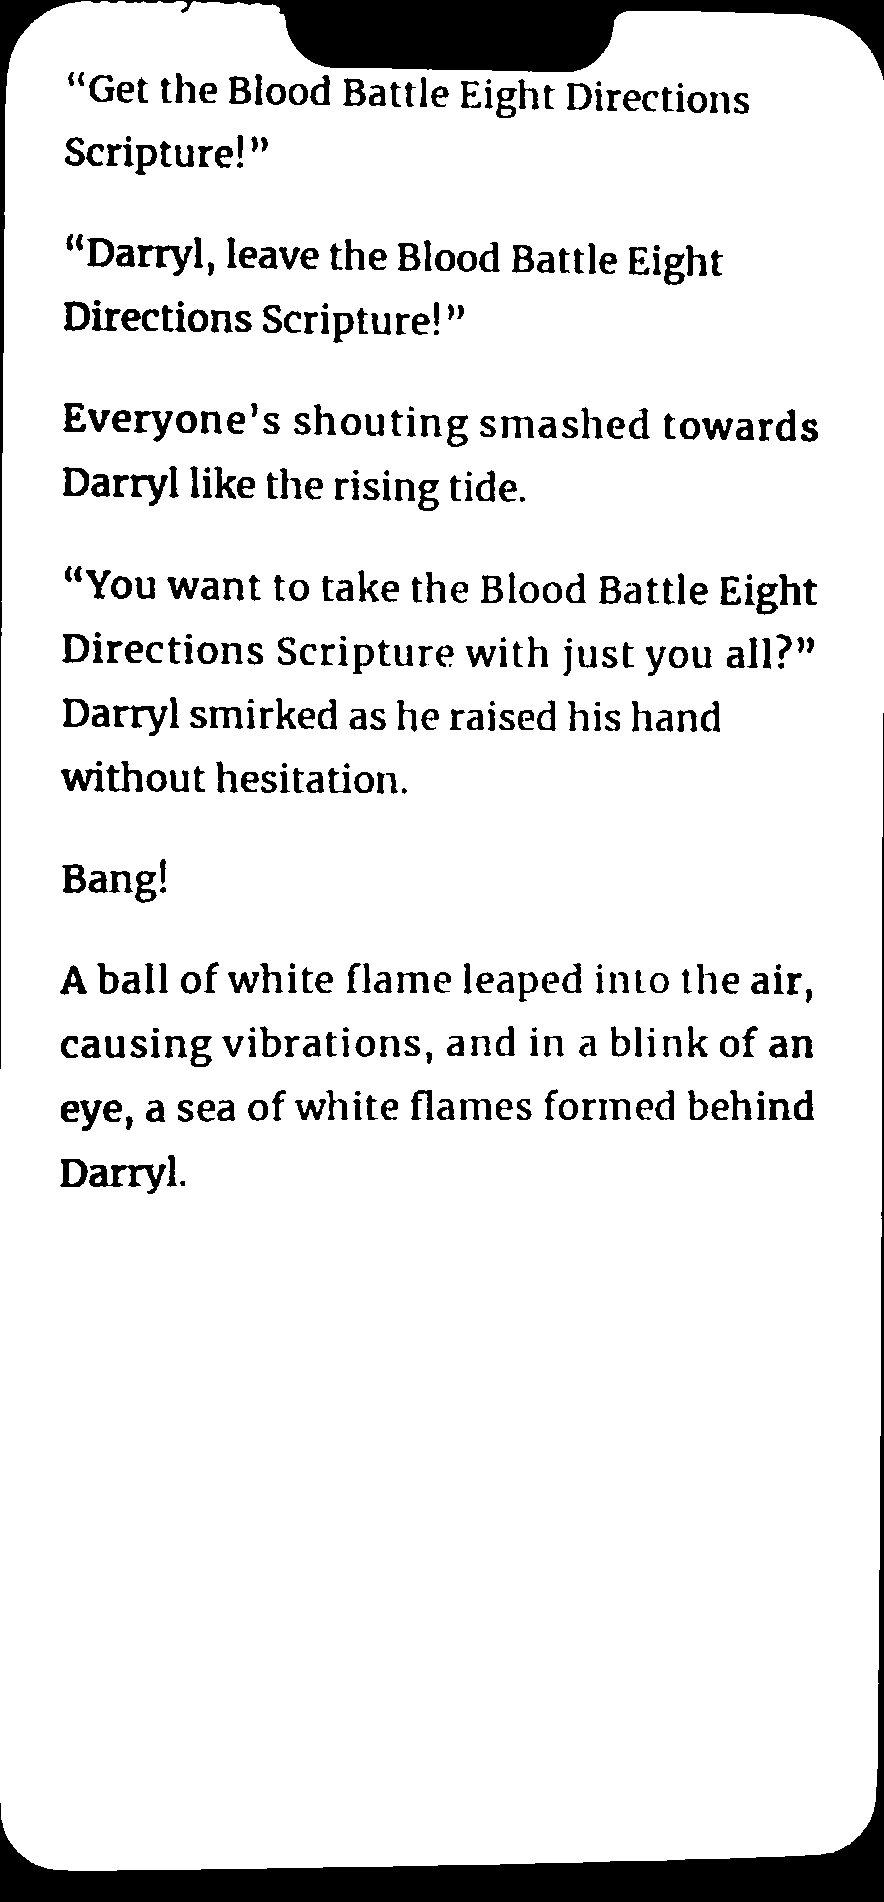 “Get the Blood Battle Eight Directions
Scripture!”
“Darryl, leave the Blood Battle Eight
Directions Scripture!”
Everyone’s shouting smashed towards
Darryl like the rising tide.
“You want to take the Blood Battle Eight
Directions Scripture with just you all?”
Darryl smirked as he raised his hand
without hesitation.
Bang!
A ball of white flame leaped into the air,
causing vibrations, and in a blink of an
eye, a sea of white flames formed behind
Darryl.